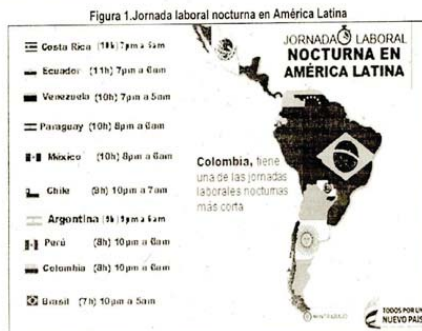 Figura 1.Jornada laboral nocturna en América Latina
JORNADA LABORAL
NOCTURNA EN
AMÉRICA LATINA
Costa Rica (11h) 7pm a 6am
Ecuador (11h) 7pm a 6am
Venezuela (10h) 7pm a 5am
Paraguay (10h) 8pm a 6am
México (10h) 8pm a 6am
Chile (9h) 10pm a 7am
Argentina (9h) 9pm a 6am
Perú (8h) 10pm a 6am
Colombia (8h) 10pm a 6am
Brasil (7h) 10pm a 5am
Colombia, tiene
una de las jornadas
laborales nocturnas
más corta
MINTRABAJO
TODOS POR UN
NUEVO PAÍS